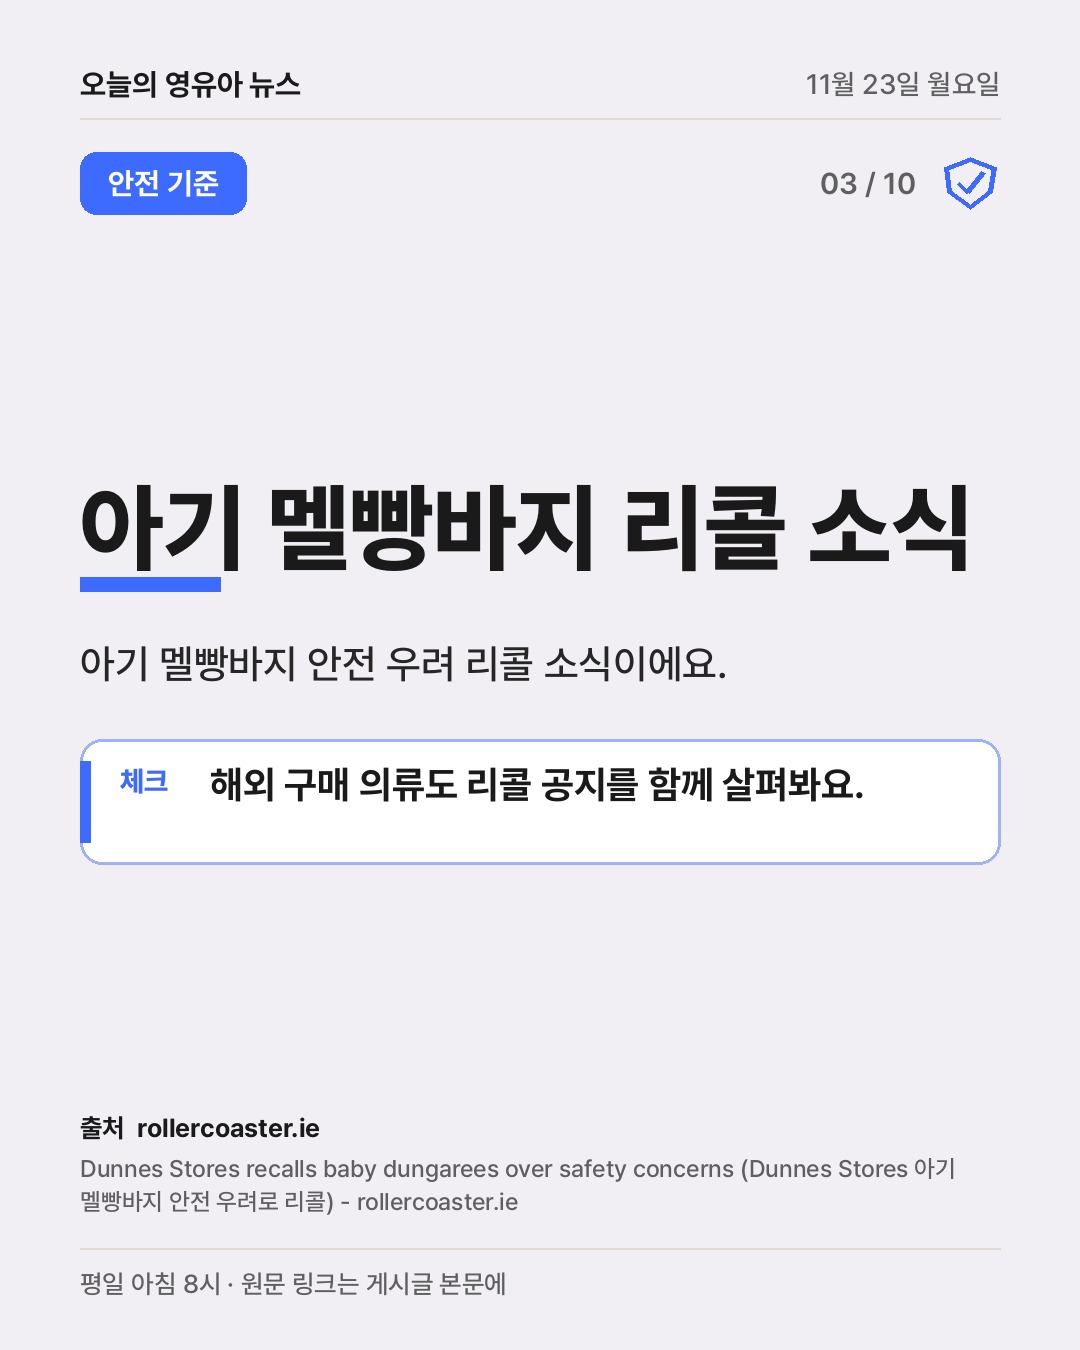 오늘의 영유아 뉴스
11월 23일 월요일
안전 기준
03 / 10
아기 멜빵바지 리콜 소식
아기 멜빵바지 안전 우려 리콜 소식이에요.
체크 해외 구매 의류도 리콜 공지를 함께 살펴봐요.
출처 rollercoaster.ie
Dunnes Stores recalls baby dungarees over safety concerns (Dunnes Stores 아기
멜빵바지 안전 우려로 리콜) - rollercoaster.ie
평일 아침 8시 · 원문 링크는 게시글 본문에